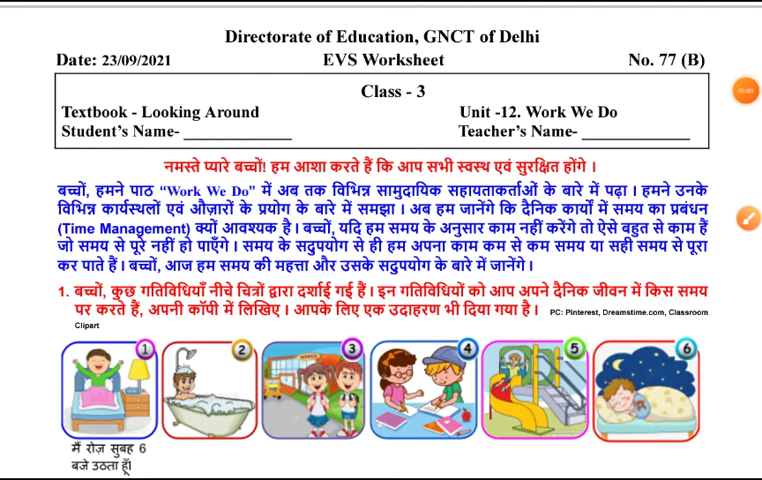 Directorate of Education, GNCT of Delhi
Date: 23/09/2021 EVS Worksheet No. 77 (B)
Class - 3
Textbook - Looking Around Unit -12. Work We Do
Student’s Name- ____________ Teacher’s Name- ____________
नमस्ते प्यारे बच्चों! हम आशा करते हैं कि आप सभी स्वस्थ एवं सुरक्षित होंगे ।
बच्चों, हमने पाठ “Work We Do” में अब तक विभिन्न सामुदायिक सहायताकर्ताओं के बारे में पढ़ा । हमने उनके
विभिन्न कार्यस्थलों एवं औज़ारों के प्रयोग के बारे में समझा । अब हम जानेंगे कि दैनिक कार्यों में समय का प्रबंधन
(Time Management) क्यों आवश्यक है । बच्चों, यदि हम समय के अनुसार काम नहीं करेंगे तो ऐसे बहुत से काम हैं
जो समय से पूरे नहीं हो पाएँगे । समय के सदुपयोग से ही हम अपना काम कम से कम समय या सही समय से पूरा
कर पाते हैं । बच्चों, आज हम समय की महत्ता और उसके सदुपयोग के बारे में जानेंगे ।
1. बच्चों, कुछ गतिविधियाँ नीचे चित्रों द्वारा दर्शाई गई हैं । इन गतिविधियों को आप अपने दैनिक जीवन में किस समय
पर करते हैं, अपनी कॉपी में लिखिए । आपके लिए एक उदाहरण भी दिया गया है । PC: Pinterest, Dreamstime.com, Classroom
Clipart
1 2 3 4 5 6
मैं रोज़ सुबह 6
बजे उठता हूँ।